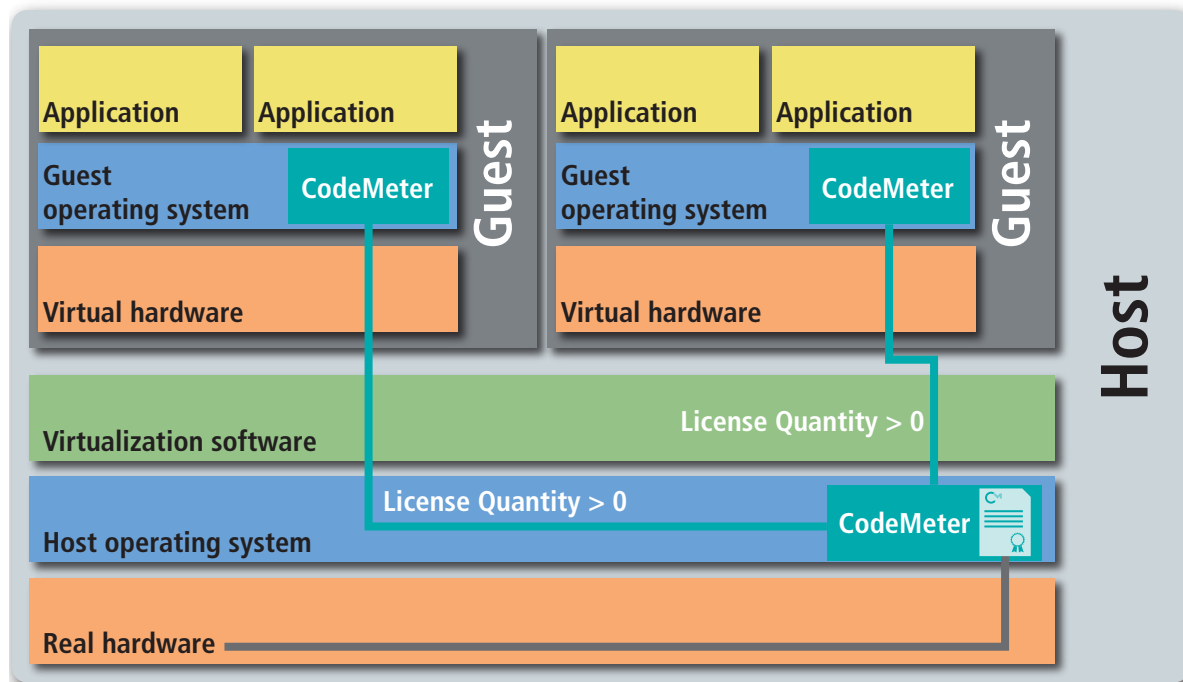 Application
Application
Guest
operating system
CodeMeter
Virtual hardware
Guest
Application
Application
Guest
operating system
CodeMeter
Virtual hardware
Guest
Host
Virtualization software
License Quantity > 0
License Quantity > 0
Host operating system
CodeMeter
CM
Real hardware